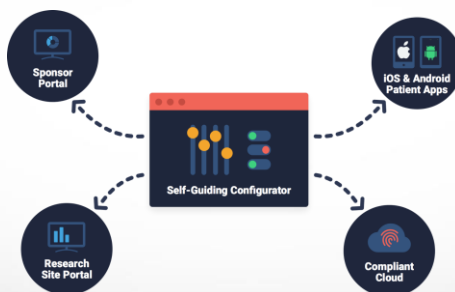 Sponsor
Portal
iOS & Android
Patient Apps
Self-Guiding Configurator
Research
Site Portal
Compliant
Cloud